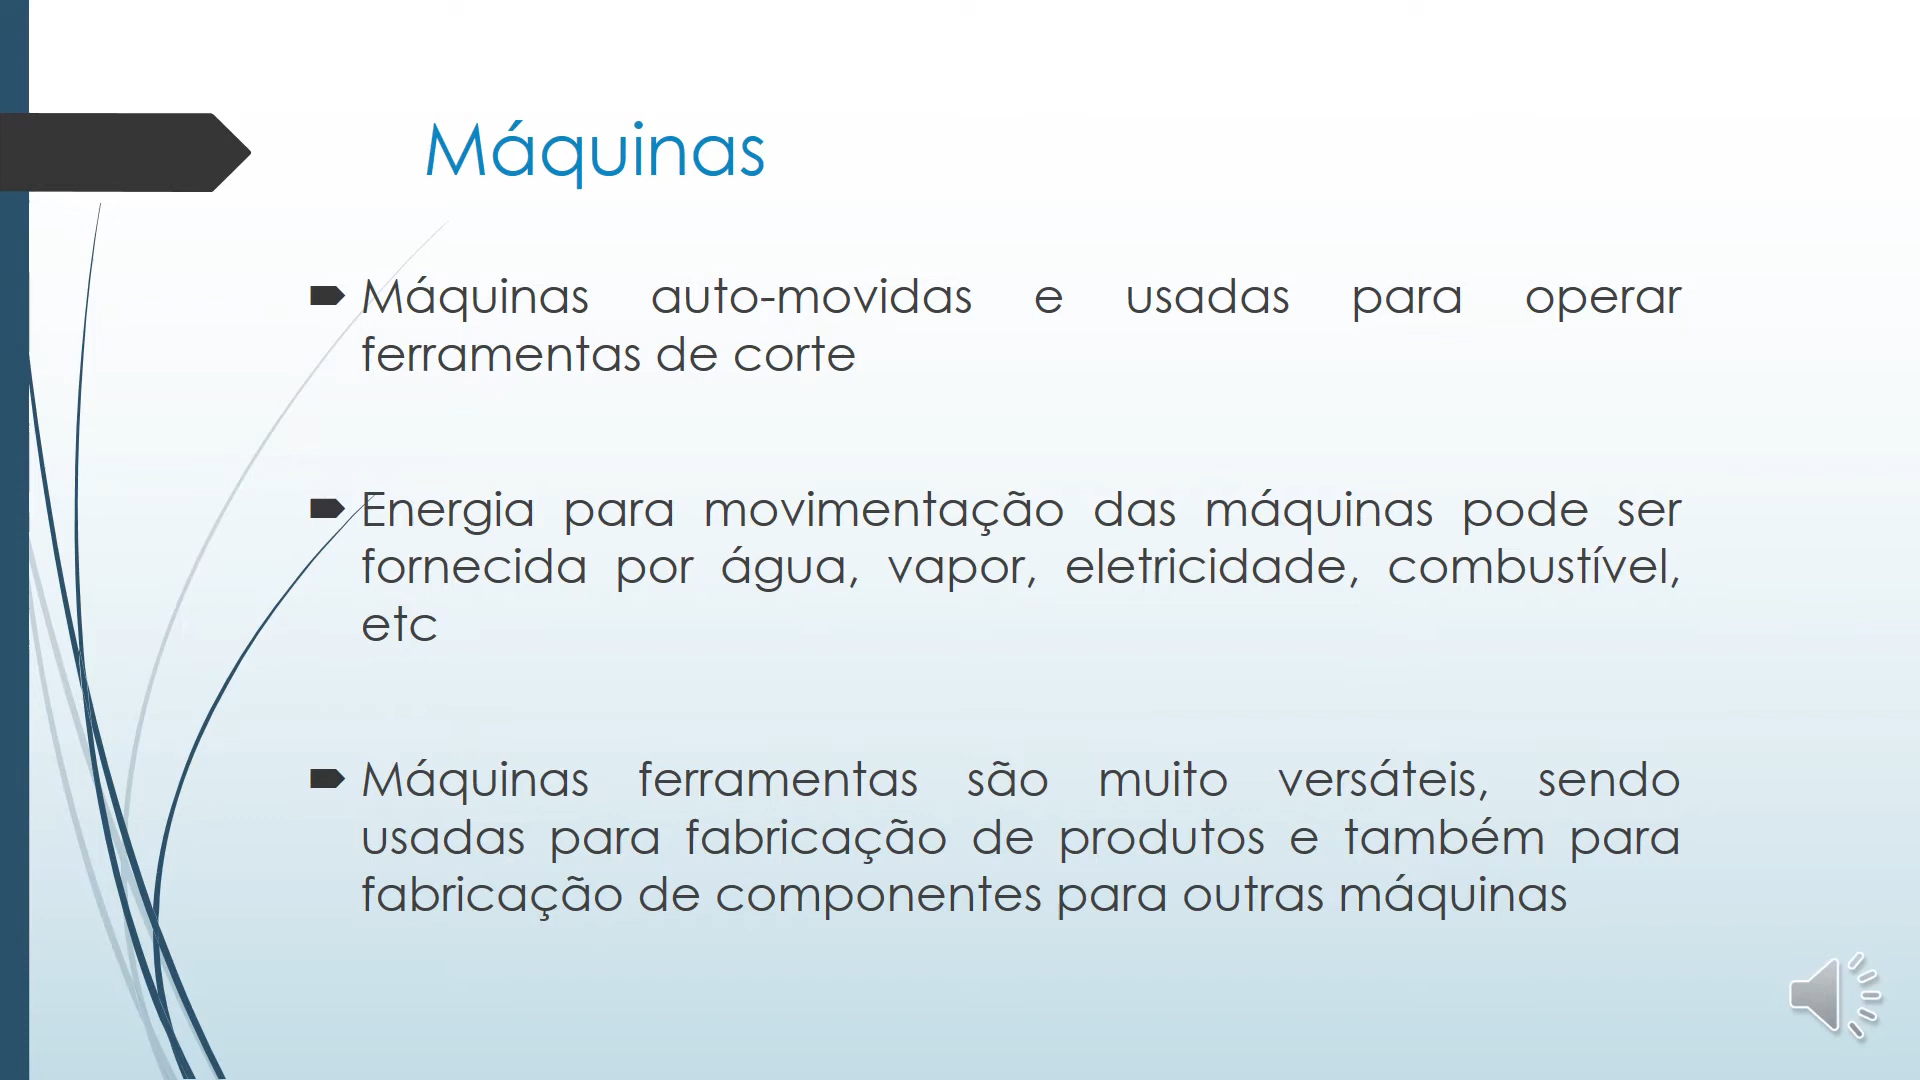 Máquinas
Máquinas auto-movidas e usadas para operar
ferramentas de corte
Energia para movimentação das máquinas pode ser
fornecida por água, vapor, eletricidade, combustível,
etc
Máquinas ferramentas são muito versáteis, sendo
usadas para fabricação de produtos e também para
fabricação de componentes para outras máquinas